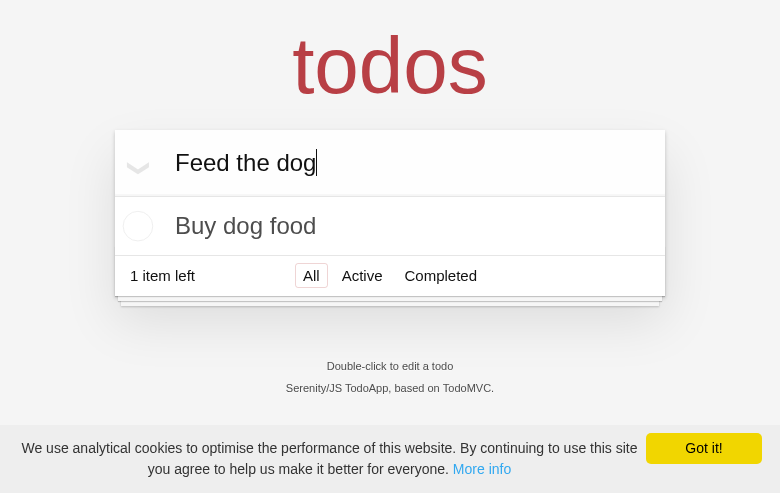 todos
Feed the dog
Buy dog food
1 item left All Active Completed
Double-click to edit a todo
Serenity/JS TodoApp, based on TodoMVC.
We use analytical cookies to optimise the performance of this website. By continuing to use this site
you agree to help us make it better for everyone. More info
Got it!